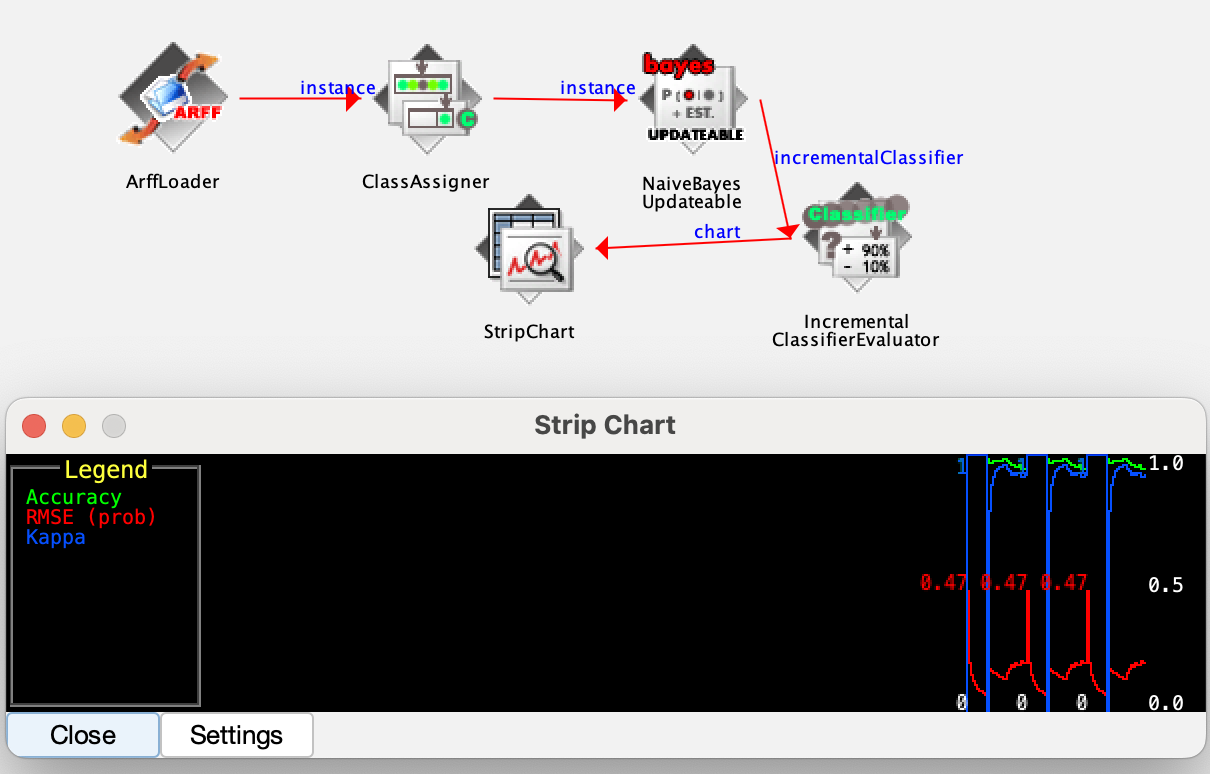 instance
instance
bayes
P [ | ]
+ EST.
UPDATEABLE
ARFF
C
ArffLoader
ClassAssigner
NaiveBayes
Updateable
incrementalClassifier
chart
Classifier
?
+ 90%
- 10%
StripChart
Incremental
ClassifierEvaluator
Strip Chart
Legend
Accuracy
RMSE (prob)
Kappa
1 1 1 1.0
0.47 0.47 0.47 0.5
0 0 0 0.0
Close Settings